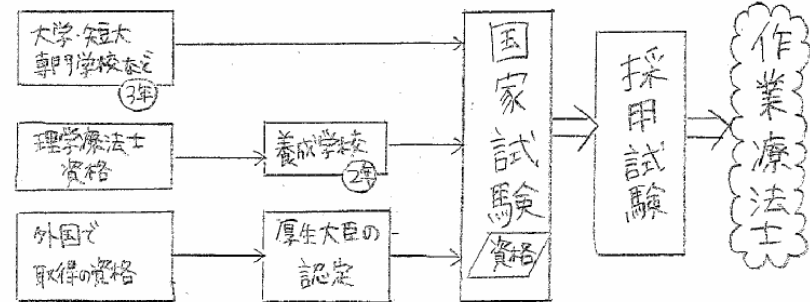 大学・短大
専門学校など
3年
理学療法士
資格
養成学校
2年
外国で
取得の資格
厚生大臣の
認定
国家試験
資格
採用試験
作業療法士